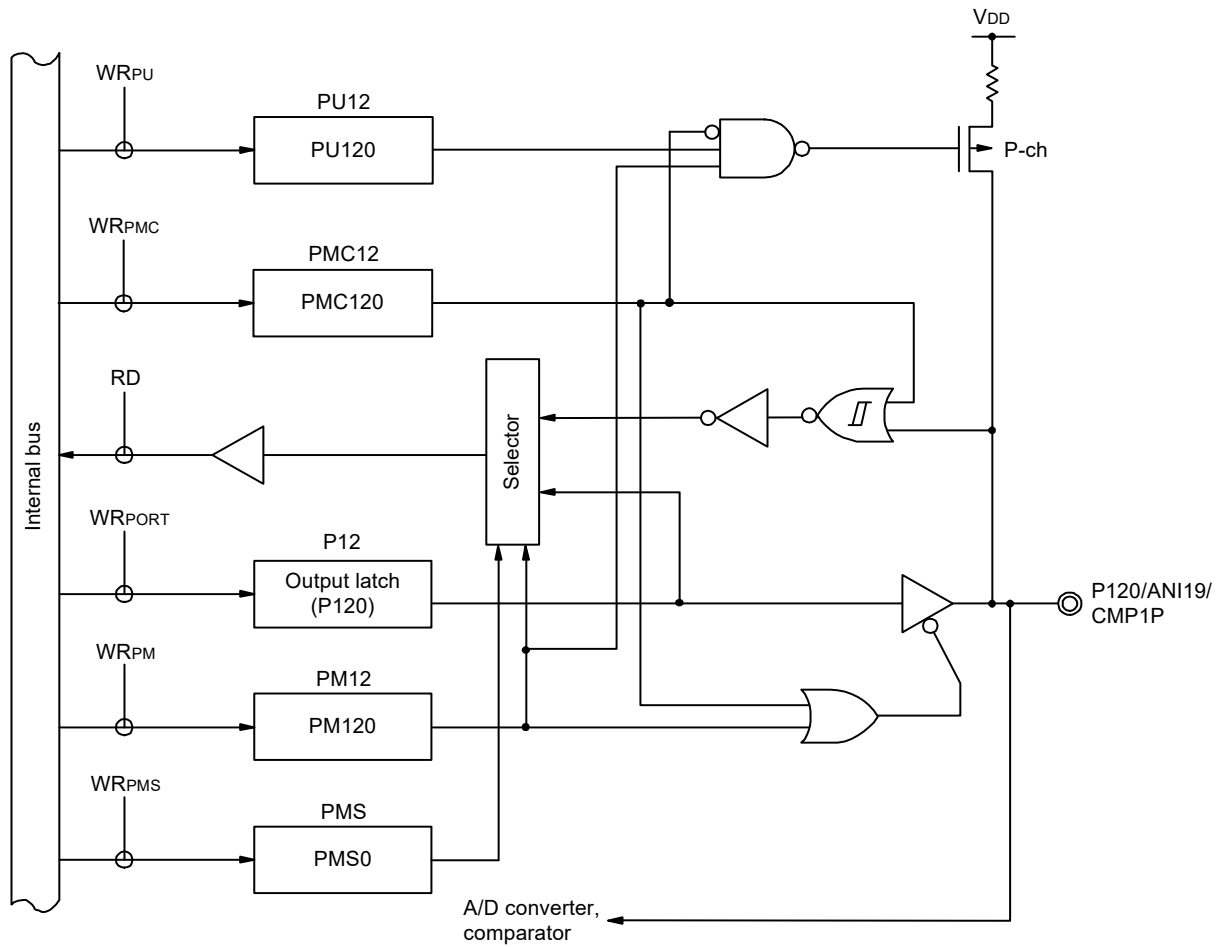 VDD
WRPU
PU12
PU120
P-ch
WRPMC
PMC12
PMC120
RD
Selector
Internal bus
WRPORT
P12
Output latch
(P120)
P120/ANI19/
CMP1P
WRPM
PM12
PM120
WRPMS
PMS
PMS0
A/D converter,
comparator